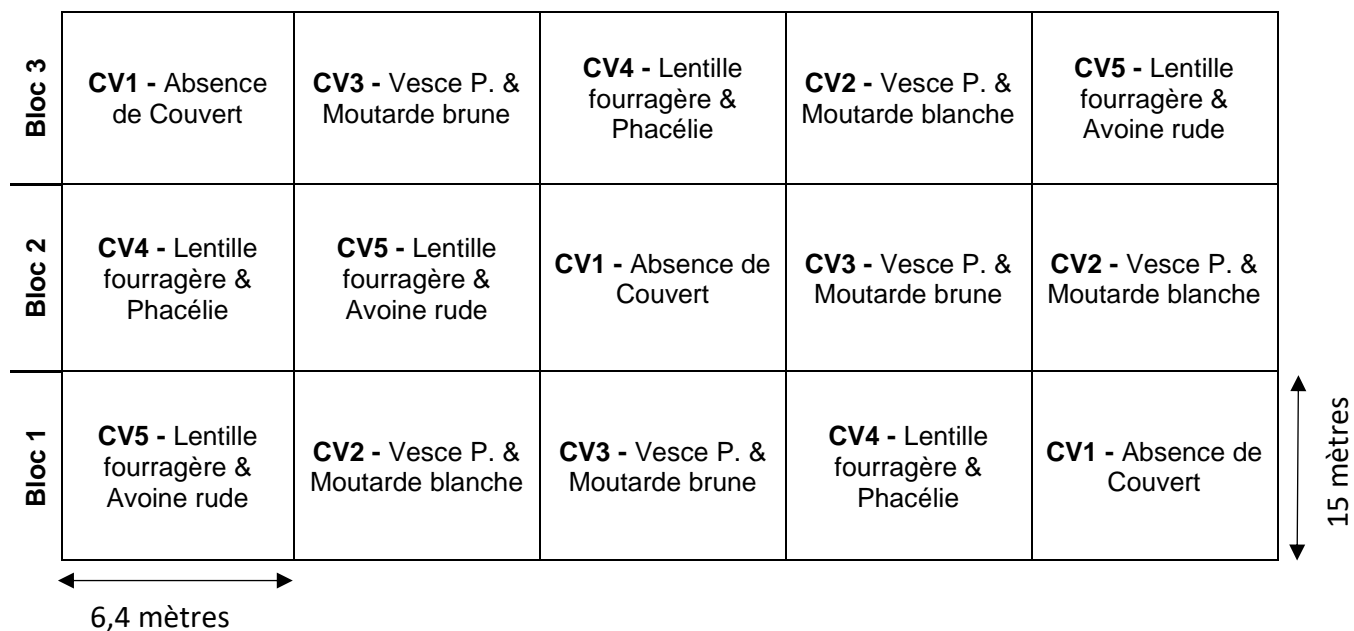 Bloc 3
CV1 - Absence
de Couvert
CV3 - Vesce P. &
Moutarde brune
CV4 - Lentille
fourragère &
Phacélie
CV2 - Vesce P. &
Moutarde blanche
CV5 - Lentille
fourragère &
Avoine rude
Bloc 2
CV4 - Lentille
fourragère &
Phacélie
CV5 - Lentille
fourragère &
Avoine rude
CV1 - Absence de
Couvert
CV3 - Vesce P. &
Moutarde brune
CV2 - Vesce P. &
Moutarde blanche
Bloc 1
CV5 - Lentille
fourragère &
Avoine rude
CV2 - Vesce P. &
Moutarde blanche
CV3 - Vesce P. &
Moutarde brune
CV4 - Lentille
fourragère &
Phacélie
CV1 - Absence de
Couvert
15 mètres
6,4 mètres